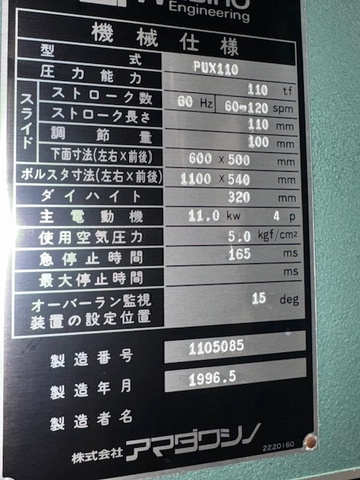 Engineering
機械仕様
型式 PUX110
圧力能力 110 tf
スライド
ストローク数 60 Hz 60~120 spm
ストローク長さ 110 mm
調節量 100 mm
下面寸法(左右×前後) 600 × 500 mm
ボルスタ寸法(左右×前後) 1100 × 540 mm
ダイハイト 320 mm
主電動機 11.0 kw 4 p
使用空気圧力 5.0 kgf/cm²
急停止時間 165 ms
最大停止時間 ms
オーバーラン監視
装置の設定位置 15 deg
製造番号 1105085
製造年月 1996.5
製造者名
株式会社 アマダワシノ
2220160